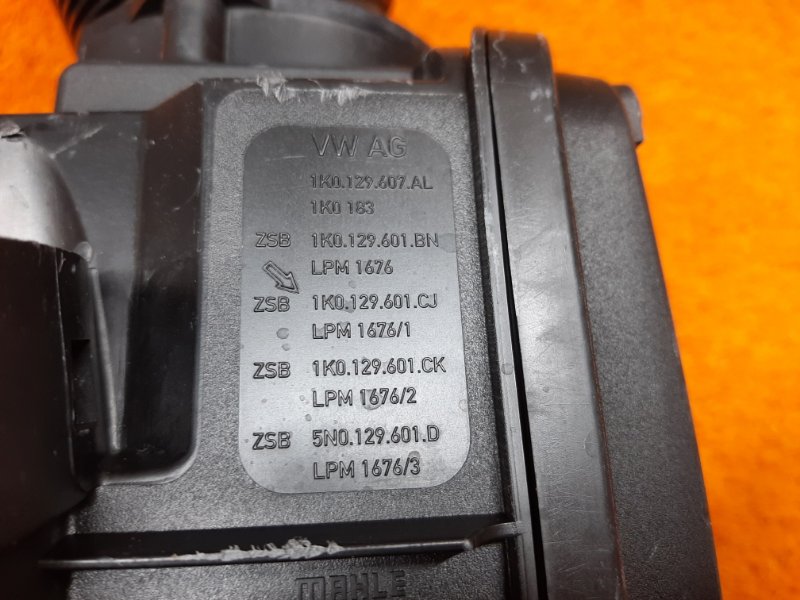 VW AG
1K0.129.607.AL
1K0 183
ZSB 1K0.129.601.BN
LPM 1676
ZSB 1K0.129.601.CJ
LPM 1676/1
ZSB 1K0.129.601.CK
LPM 1676/2
ZSB 5N0.129.601.D
LPM 1676/3
MAHLE